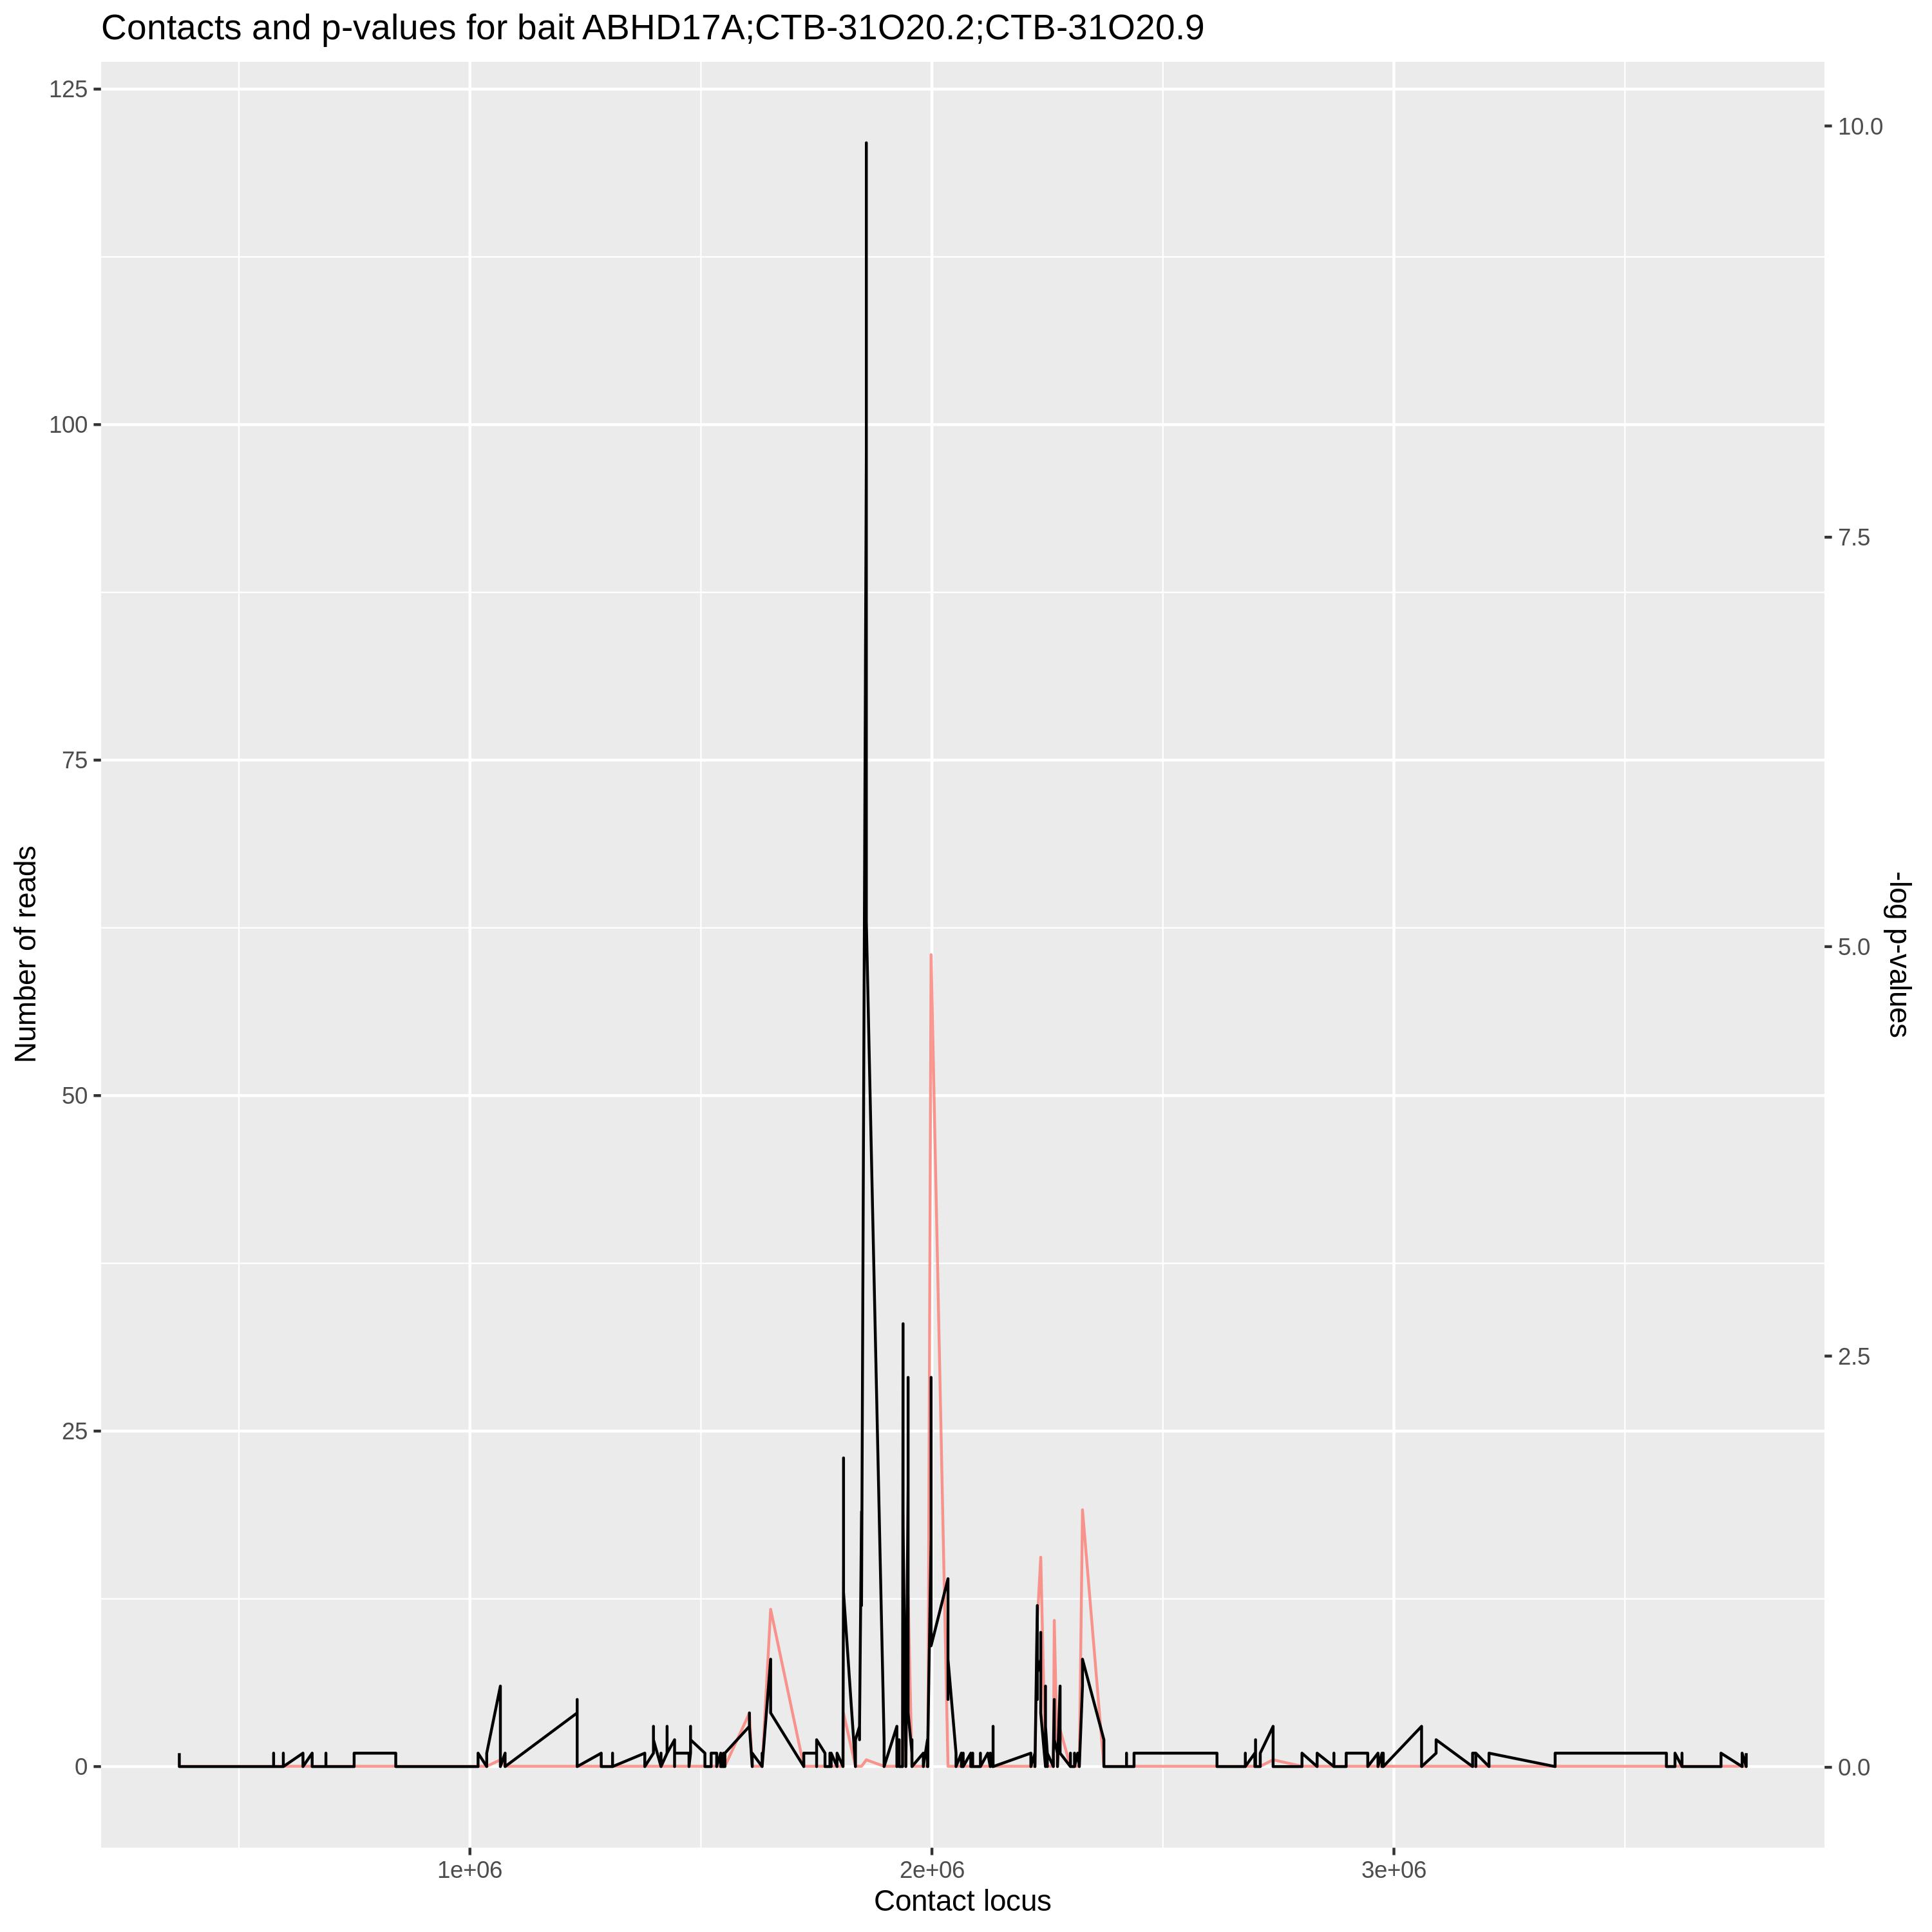 Contacts and p-values for bait ABHD17A;CTB-31O20.2;CTB-31O20.9
125
100
75
50
25
0
Number of reads
10.0
7.5
5.0
2.5
0.0
-log p-values
1e+06
2e+06
3e+06
Contact locus